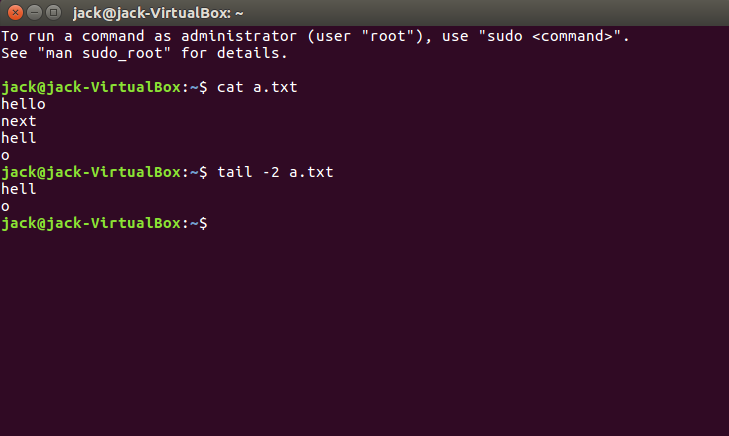 jack@jack-VirtualBox: ~
To run a command as administrator (user "root"), use "sudo <command>".
See "man sudo_root" for details.
jack@jack-VirtualBox:~$ cat a.txt
hello
next
hell
o
jack@jack-VirtualBox:~$ tail -2 a.txt
hell
o
jack@jack-VirtualBox:~$